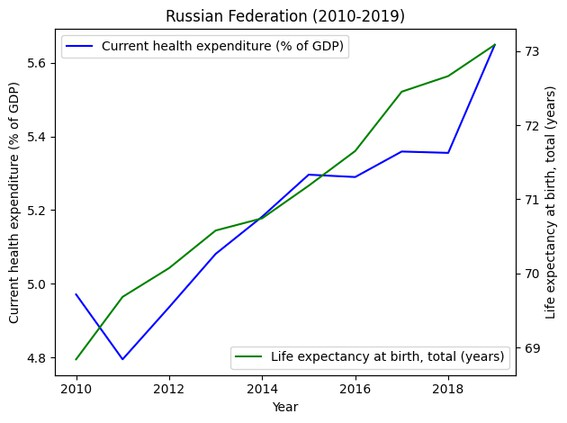 Russian Federation (2010-2019)
Current health expenditure (% of GDP)
Life expectancy at birth, total (years)
Current health expenditure (% of GDP)
5.6
5.4
5.2
5.0
4.8
Life expectancy at birth, total (years)
73
72
71
70
69
2010
2012
2014
2016
2018
Year